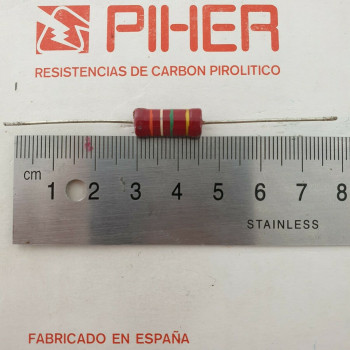 PIHER
RESISTENCIAS DE CARBON PIROLITICO
cm 1 2 3 4 5 6 7 8
STAINLESS
FABRICADO EN ESPAÑA